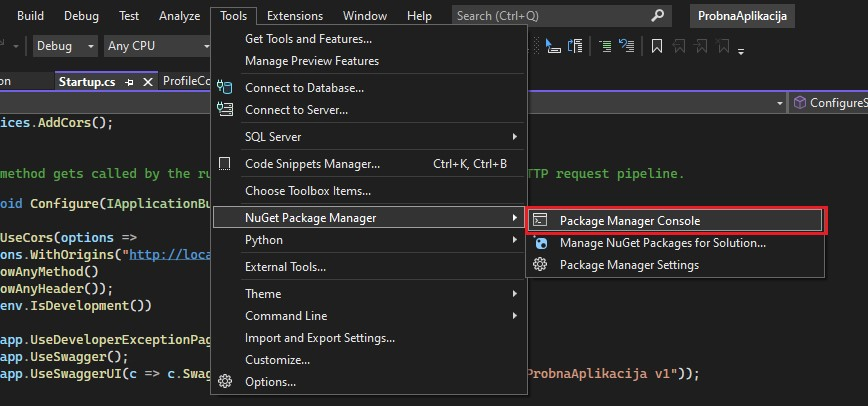 Build Debug Test Analyze Tools Extensions Window Help Search (Ctrl+Q) ProbnaAplikacija
Debug Any CPU
on Startup.cs ProfileCo
ConfigureS
Get Tools and Features...
Manage Preview Features
Connect to Database...
Connect to Server...
SQL Server
Code Snippets Manager... Ctrl+K, Ctrl+B
Choose Toolbox Items...
NuGet Package Manager
Python
External Tools...
Theme
Command Line
Import and Export Settings...
Customize...
Options...
Package Manager Console
Manage NuGet Packages for Solution...
Package Manager Settings
ices.AddCors();
method gets called by the ru TTP request pipeline.
oid Configure(IApplicationBu
UseCors(options =>
ons.WithOrigins("http://loca
owAnyMethod()
owAnyHeader());
env.IsDevelopment())
app.UseDeveloperExceptionPag
app.UseSwagger();
app.UseSwaggerUI(c => c.Swag ProbnaAplikacija v1"));